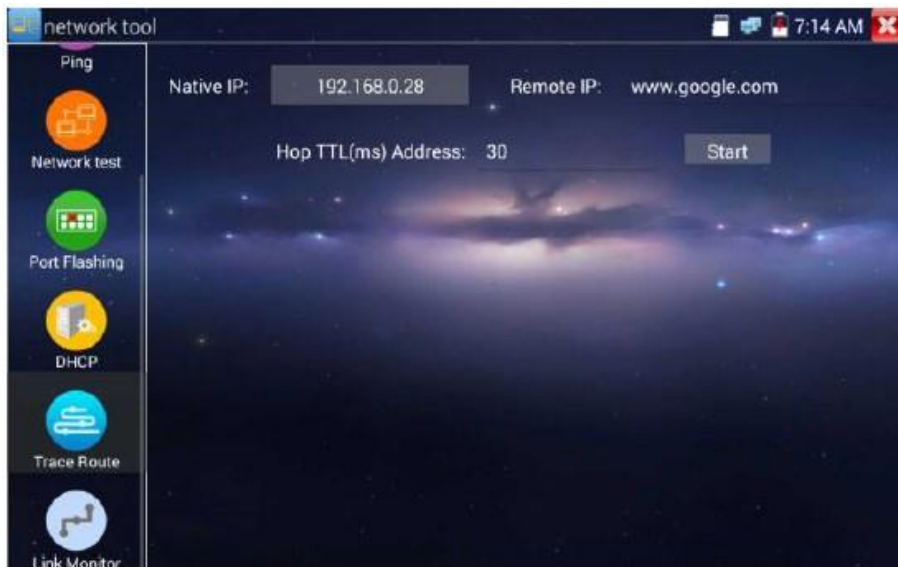 network tool
7:14 AM
Ping
Native IP: 192.168.0.28 Remote IP: www.google.com
Network test
Hop TTL(ms) Address: 30 Start
Port Flashing
DHCP
Trace Route
Link Monitor